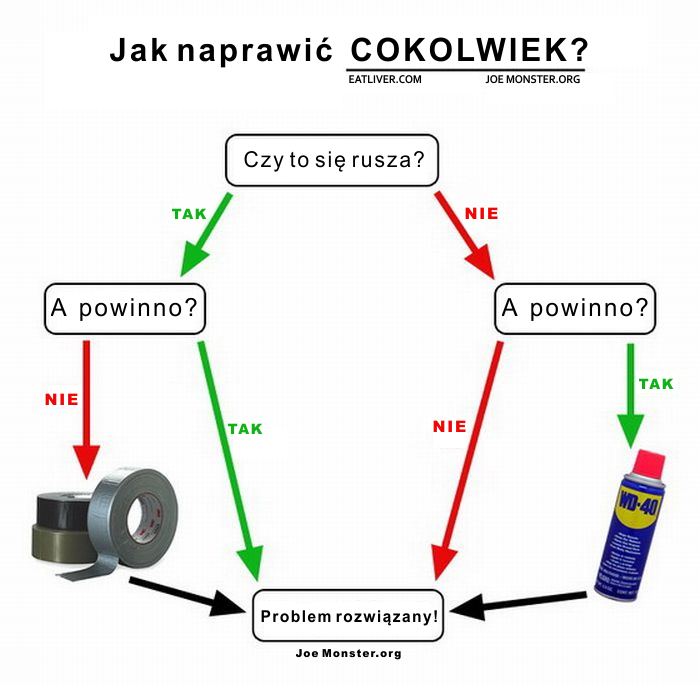 Jak naprawić COKOLWIEK?
EATLIVER.COM JOE MONSTER.ORG
Czy to się rusza?
TAK
NIE
A powinno?
A powinno?
NIE
TAK
NIE
TAK
WD-40
Problem rozwiązany!
Joe Monster.org